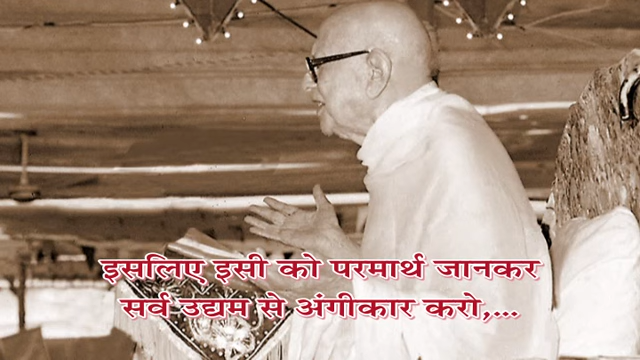 इसलिए इसी को परमार्थ जानकर
सर्व उद्यम से अंगीकार करो,...